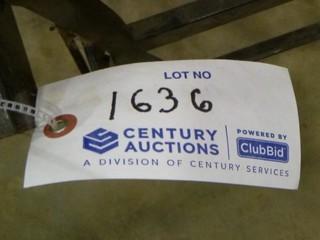 LOT NO
1636
CENTURY AUCTIONS
POWERED BY
ClubBid
A DIVISION OF CENTURY SERVICES